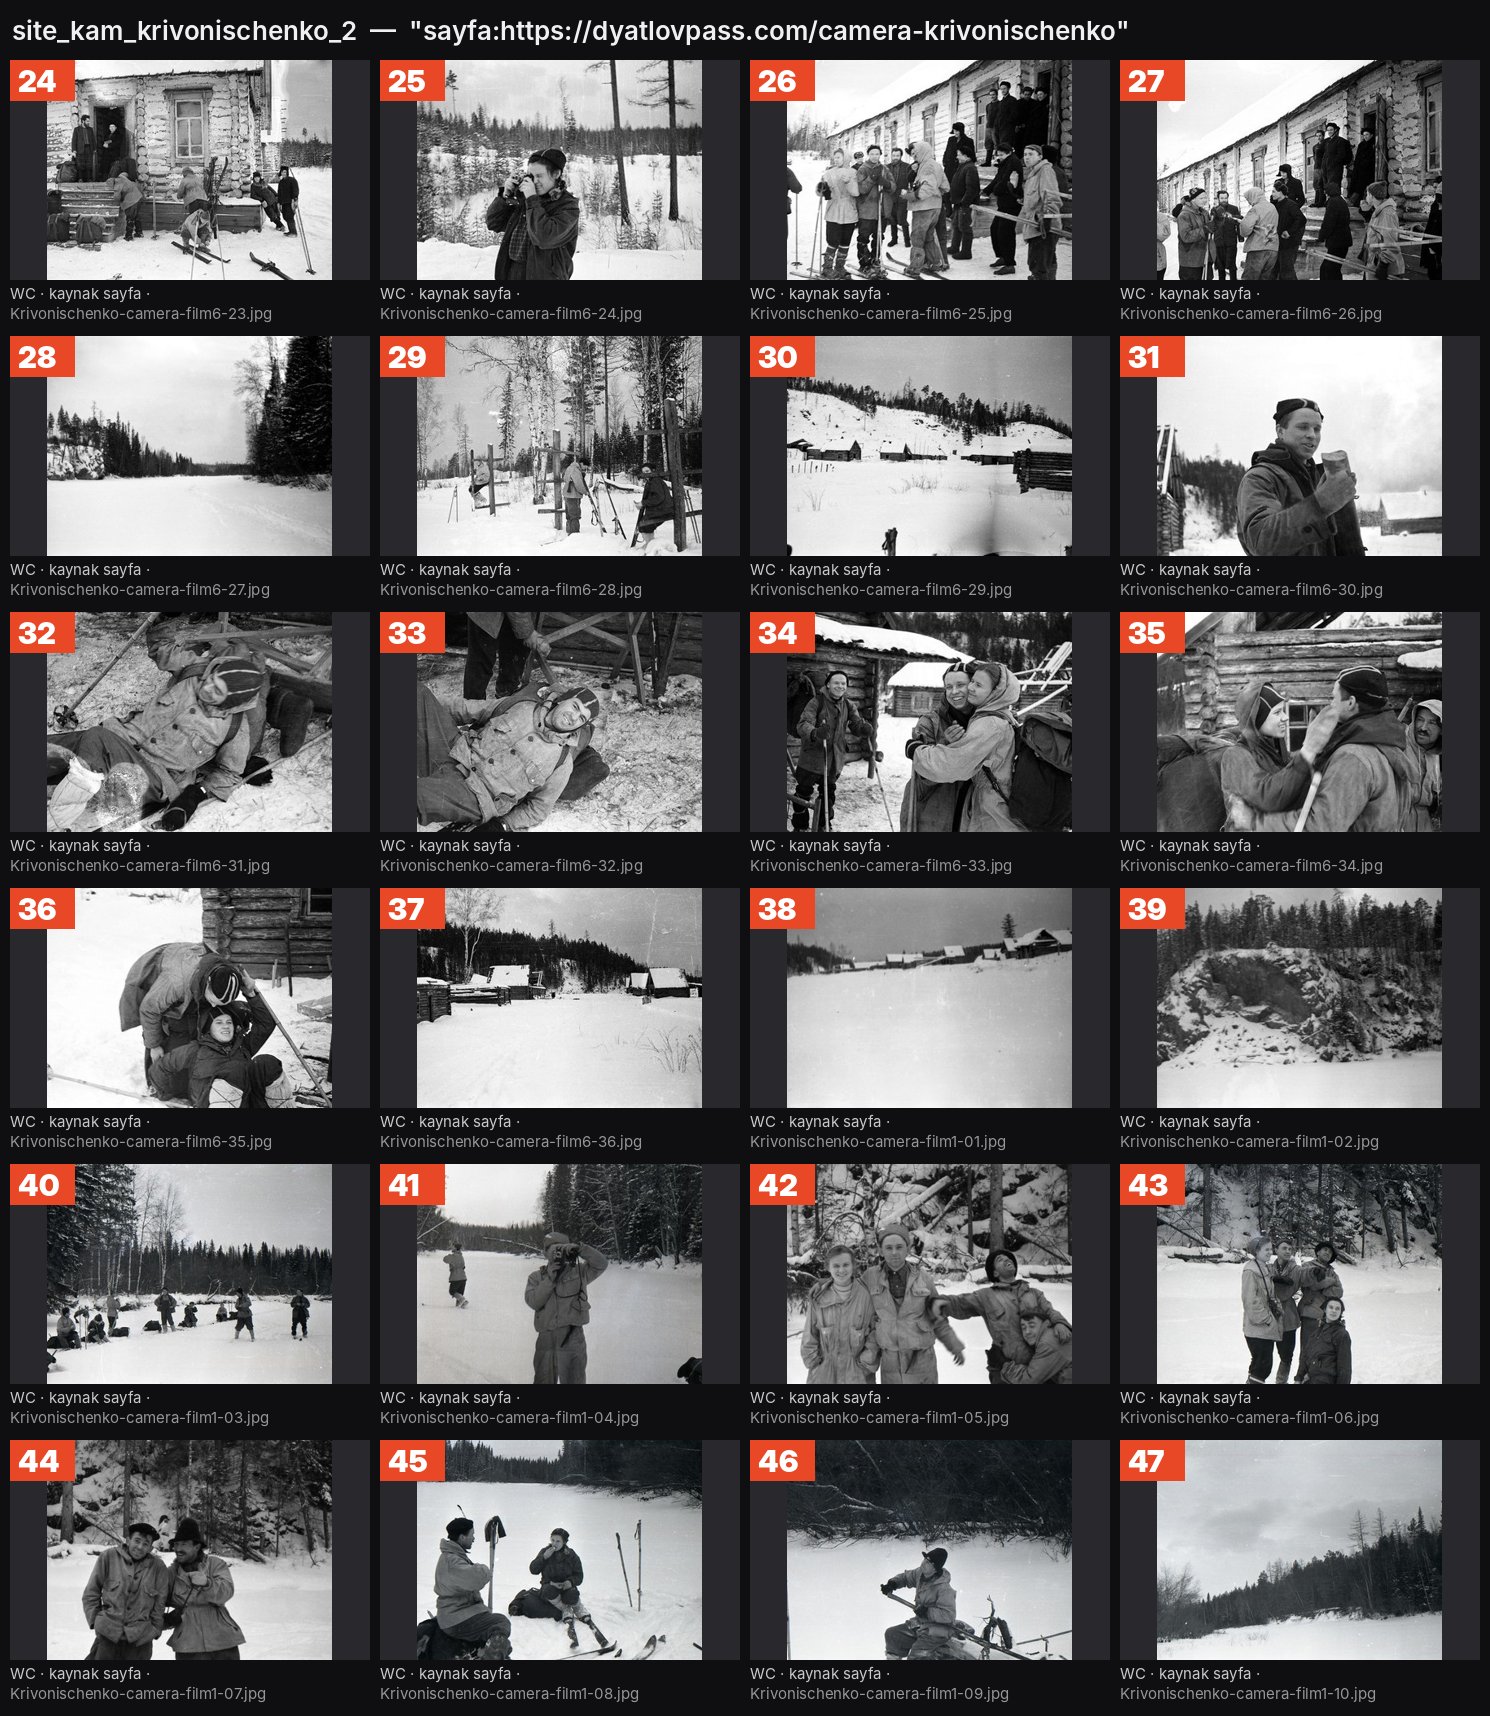 site_kam_krivonischenko_2 — "sayfa:https://dyatlovpass.com/camera-krivonischenko"
24
25
26
27
WC · kaynak sayfa ·
Krivonischenko-camera-film6-23.jpg
WC · kaynak sayfa ·
Krivonischenko-camera-film6-24.jpg
WC · kaynak sayfa ·
Krivonischenko-camera-film6-25.jpg
WC · kaynak sayfa ·
Krivonischenko-camera-film6-26.jpg
28
29
30
31
WC · kaynak sayfa ·
Krivonischenko-camera-film6-27.jpg
WC · kaynak sayfa ·
Krivonischenko-camera-film6-28.jpg
WC · kaynak sayfa ·
Krivonischenko-camera-film6-29.jpg
WC · kaynak sayfa ·
Krivonischenko-camera-film6-30.jpg
32
33
34
35
WC · kaynak sayfa ·
Krivonischenko-camera-film6-31.jpg
WC · kaynak sayfa ·
Krivonischenko-camera-film6-32.jpg
WC · kaynak sayfa ·
Krivonischenko-camera-film6-33.jpg
WC · kaynak sayfa ·
Krivonischenko-camera-film6-34.jpg
36
37
38
39
WC · kaynak sayfa ·
Krivonischenko-camera-film6-35.jpg
WC · kaynak sayfa ·
Krivonischenko-camera-film6-36.jpg
WC · kaynak sayfa ·
Krivonischenko-camera-film1-01.jpg
WC · kaynak sayfa ·
Krivonischenko-camera-film1-02.jpg
40
41
42
43
WC · kaynak sayfa ·
Krivonischenko-camera-film1-03.jpg
WC · kaynak sayfa ·
Krivonischenko-camera-film1-04.jpg
WC · kaynak sayfa ·
Krivonischenko-camera-film1-05.jpg
WC · kaynak sayfa ·
Krivonischenko-camera-film1-06.jpg
44
45
46
47
WC · kaynak sayfa ·
Krivonischenko-camera-film1-07.jpg
WC · kaynak sayfa ·
Krivonischenko-camera-film1-08.jpg
WC · kaynak sayfa ·
Krivonischenko-camera-film1-09.jpg
WC · kaynak sayfa ·
Krivonischenko-camera-film1-10.jpg